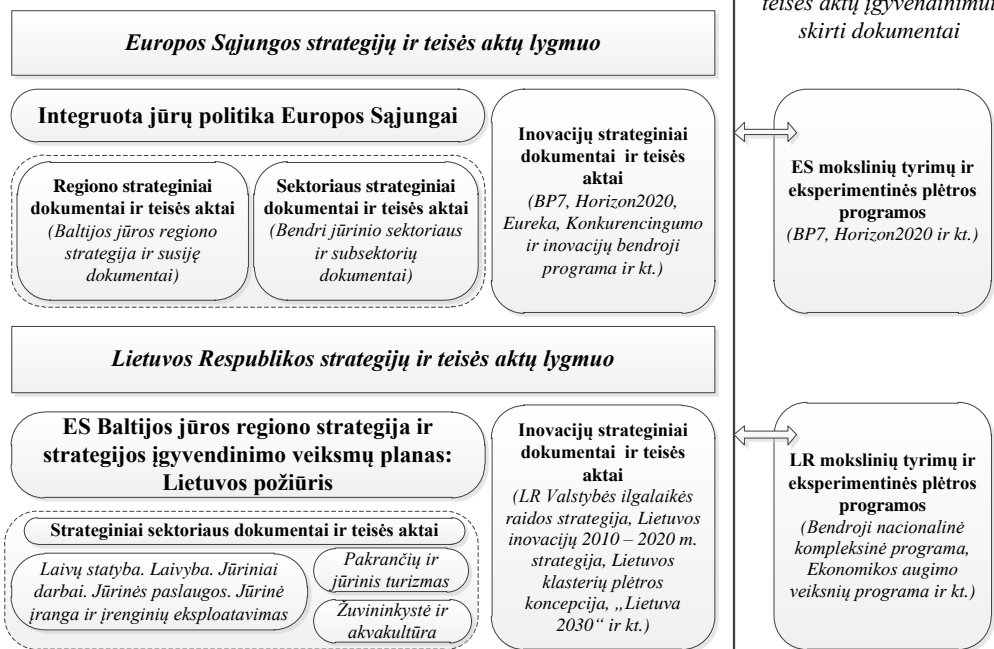 Europos Sąjungos strategijų ir teisės aktų lygmuo
Integruota jūrų politika Europos Sąjungai
Regiono strateginiai
dokumentai ir teisės aktai
(Baltijos jūros regiono
strategija ir susiję
dokumentai)
Sektoriaus strateginiai
dokumentai ir teisės aktai
(Bendri jūrinio sektoriaus
ir subsektorių
dokumentai)
Inovacijų strateginiai
dokumentai ir teisės
aktai
(BP7, Horizon2020,
Eureka, Konkurencingumo
ir inovacijų bendroji
programa ir kt.)
teisės aktų įgyvendinimui
skirti dokumentai
ES mokslinių tyrimų ir
eksperimentinės plėtros
programos
(BP7, Horizon2020 ir kt.)
Lietuvos Respublikos strategijų ir teisės aktų lygmuo
ES Baltijos jūros regiono strategija ir
strategijos įgyvendinimo veiksmų planas:
Lietuvos požiūris
Strateginiai sektoriaus dokumentai ir teisės aktai
Laivų statyba. Laivyba. Jūriniai
darbai. Jūrinės paslaugos. Jūrinė
įranga ir įrenginių eksploatavimas
Pakrančių ir
jūrinis turizmas
Žuvininkystė ir
akvakultūra
Inovacijų strateginiai
dokumentai ir teisės
aktai
(LR Valstybės ilgalaikės
raidos strategija, Lietuvos
inovacijų 2010 – 2020 m.
strategija, Lietuvos
klasterių plėtros
koncepcija, „Lietuva
2030“ ir kt.)
LR mokslinių tyrimų ir
eksperimentinės plėtros
programos
(Bendroji nacionalinė
kompleksinė programa,
Ekonomikos augimo
veiksnių programa ir kt.)